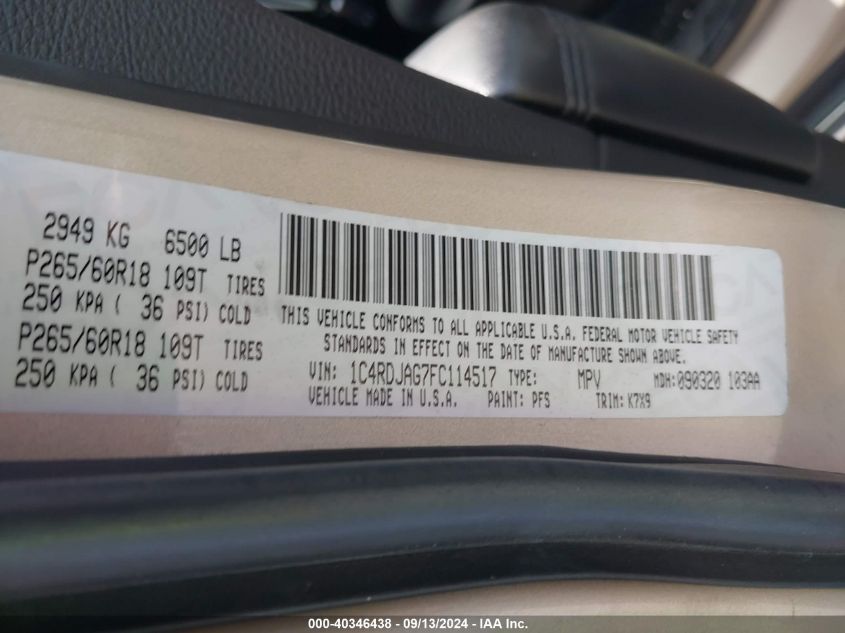 2949 KG 6500 LB
P265/60R18 109T TIRES
250 KPA ( 36 PSI) COLD
P265/60R18 109T TIRES
250 KPA ( 36 PSI) COLD
THIS VEHICLE CONFORMS TO ALL APPLICABLE U.S.A. FEDERAL MOTOR VEHICLE SAFETY
STANDARDS IN EFFECT ON THE DATE OF MANUFACTURE SHOWN ABOVE.
VIN: 1C4RDJAG7FC114517 TYPE: MPV MDH:090320 103AA
VEHICLE MADE IN U.S.A. PAINT: PFS TRIM: K7X9
000-40346438 - 09/13/2024 - IAA Inc.